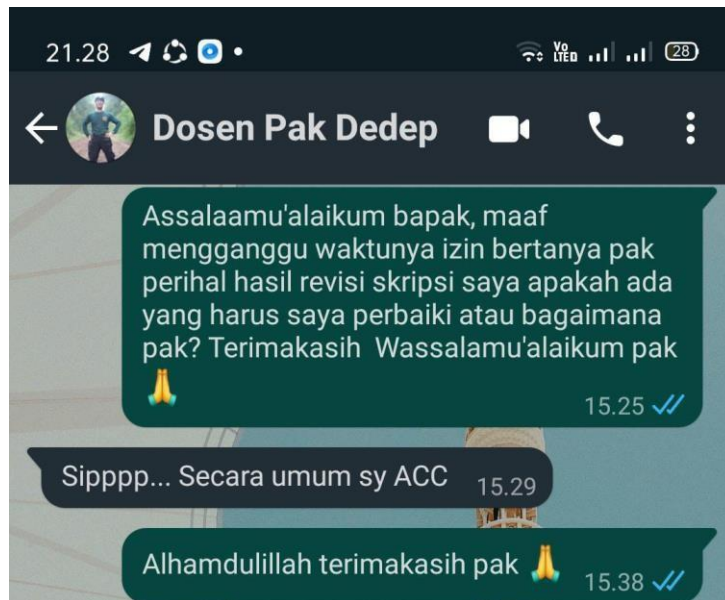 21.28 Vo LTED 28
Dosen Pak Dedep
Assalaamu'alaikum bapak, maaf
mengganggu waktunya izin bertanya pak
perihal hasil revisi skripsi saya apakah ada
yang harus saya perbaiki atau bagaimana
pak? Terimakasih  Wassalamu'alaikum pak
🙏
15.25
Sipppp... Secara umum sy ACC 15.29
Alhamdulillah terimakasih pak 🙏 15.38